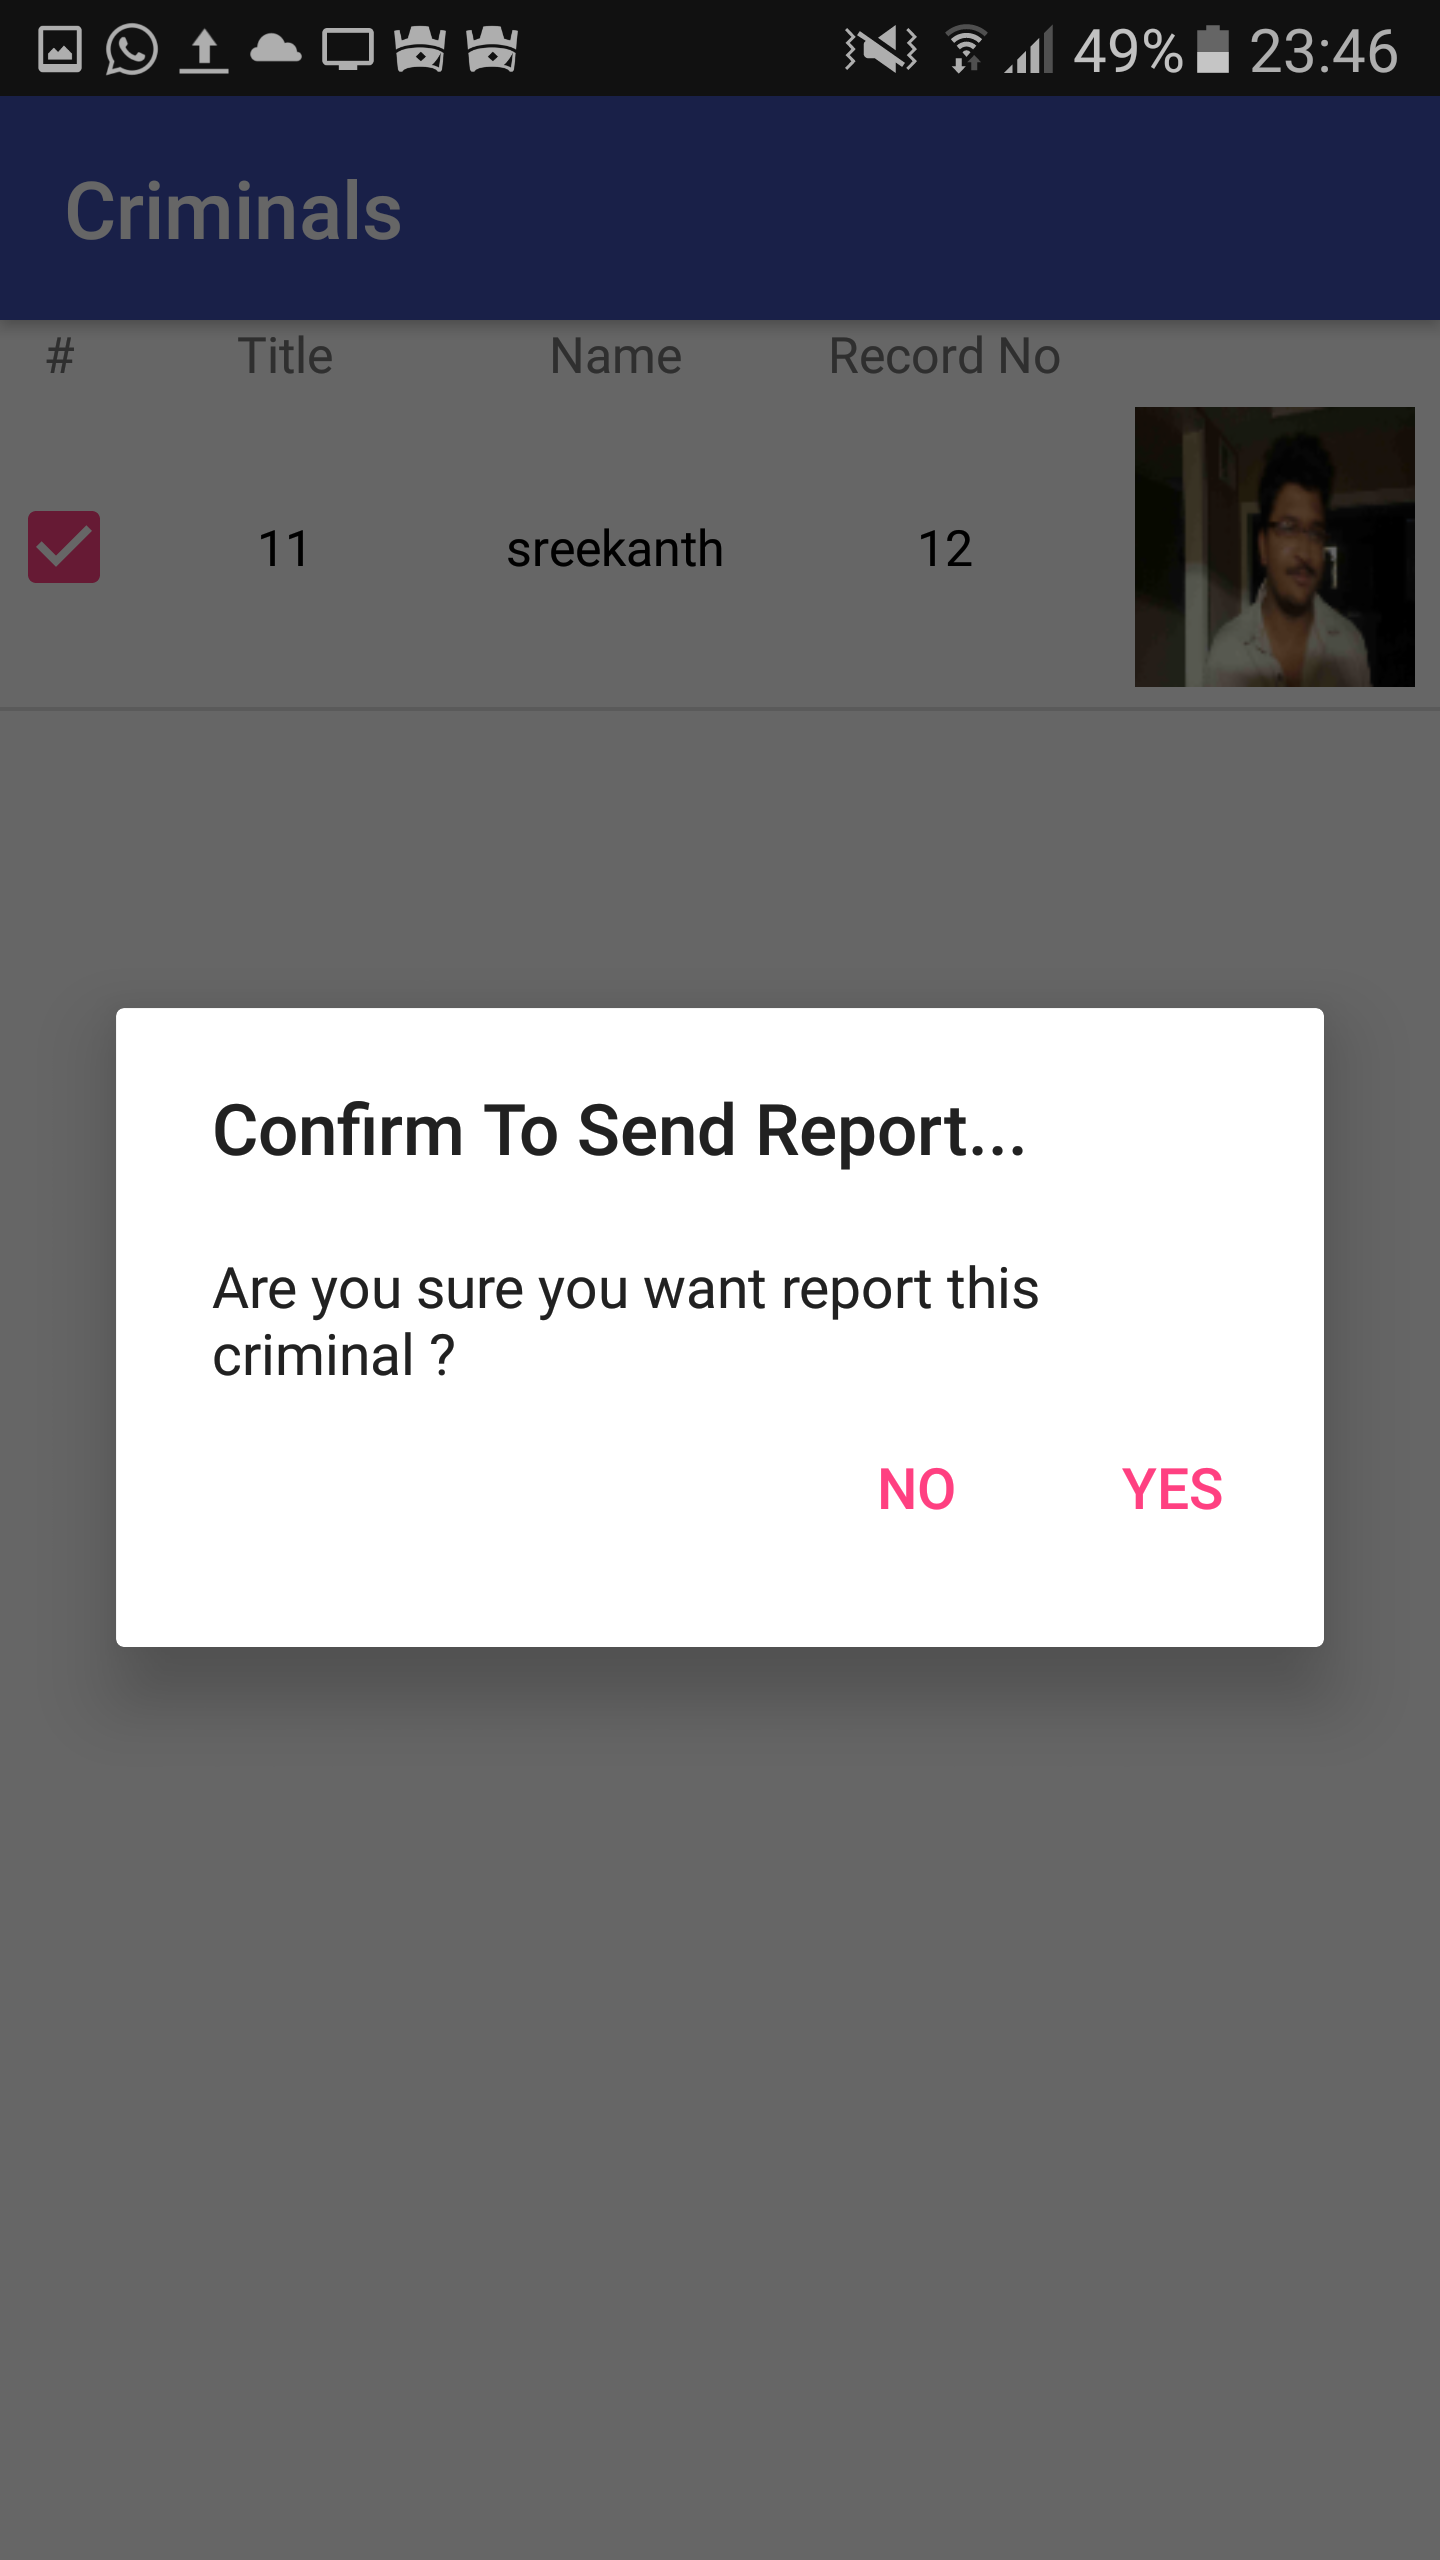 49% 23:46
Criminals
# Title Name Record No
11 sreekanth 12
Confirm To Send Report...
Are you sure you want report this
criminal ?
NO YES